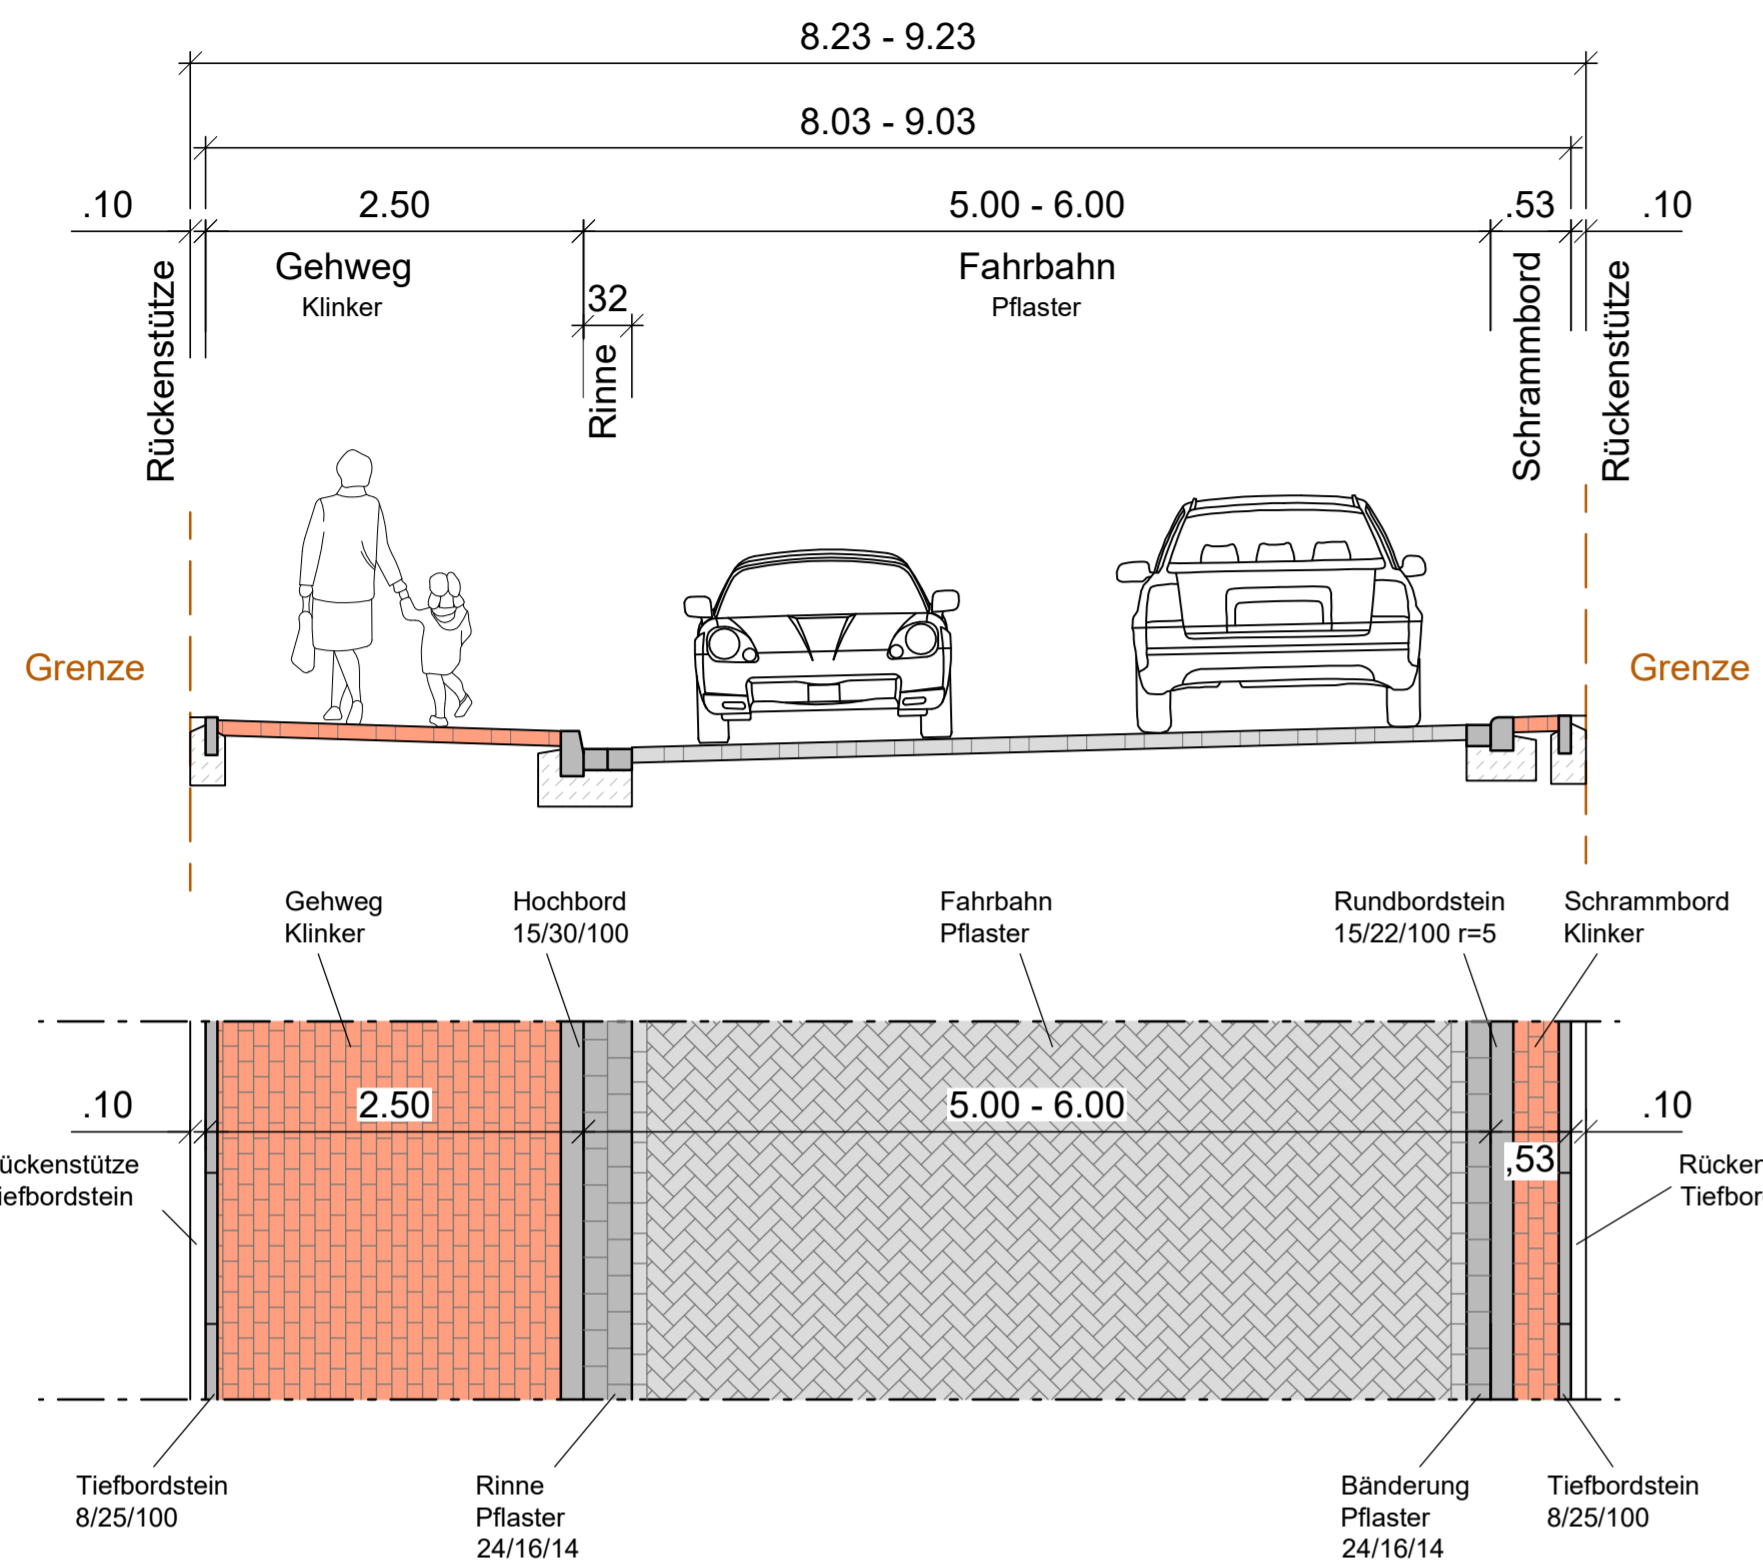 8.23 - 9.23
8.03 - 9.03
.10
2.50
5.00 - 6.00
.53
.10
Rückenstütze
Gehweg
Klinker
32
Rinne
Fahrbahn
Pflaster
Schrammbord
Rückenstütze
Grenze
Grenze
Gehweg
Klinker
Hochbord
15/30/100
Fahrbahn
Pflaster
Rundbordstein
15/22/100 r=5
Schrammbord
Klinker
.10
2.50
5.00 - 6.00
,53
.10
ückenstütze
iefbordstein
Rücken
Tiefbor
Tiefbordstein
8/25/100
Rinne
Pflaster
24/16/14
Bänderung
Pflaster
24/16/14
Tiefbordstein
8/25/100